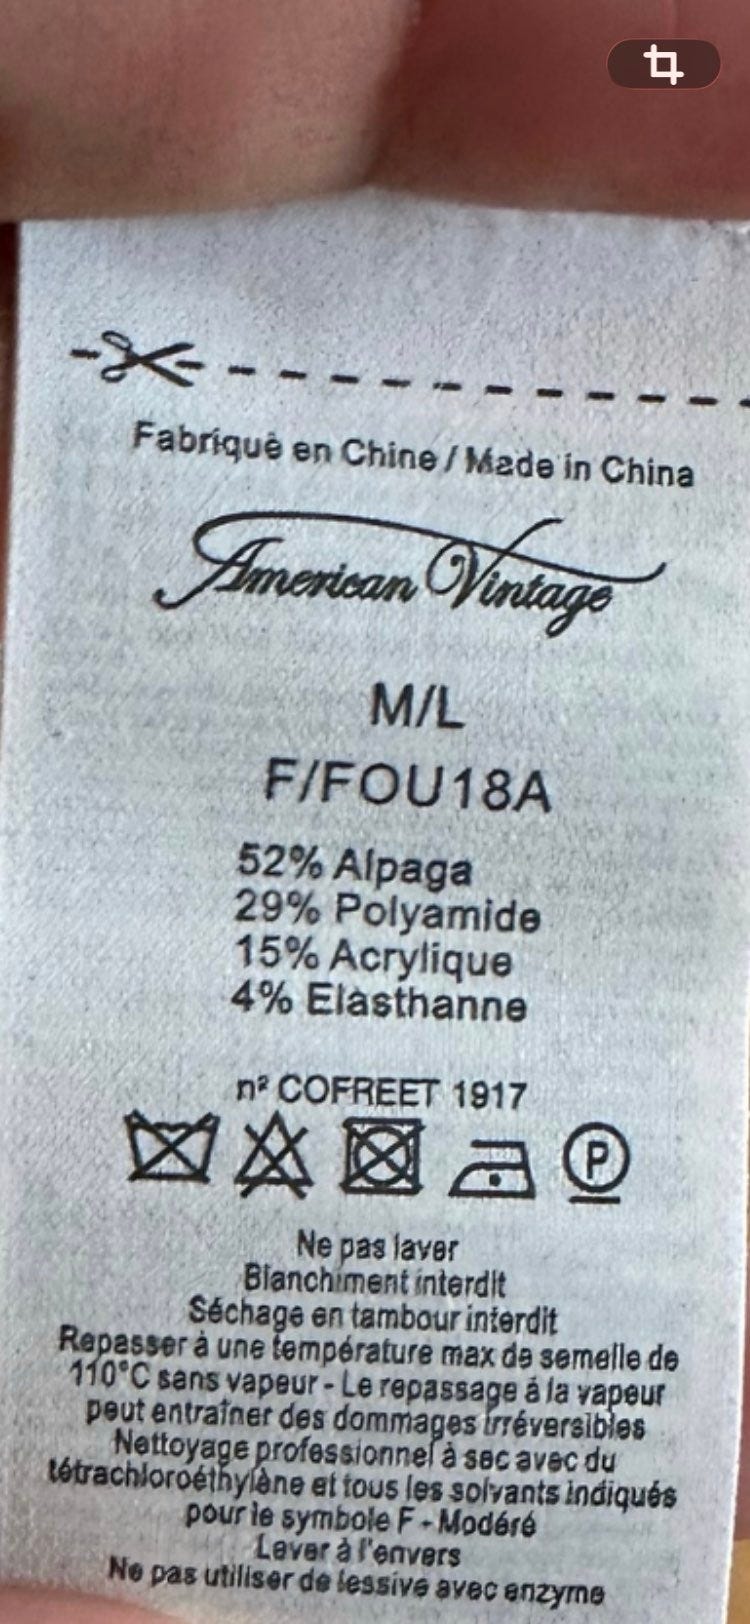 Fabriqué en Chine / Made in China
American Vintage
M/L
F/FOU18A
52% Alpaga
29% Polyamide
15% Acrylique
4% Elasthanne
n² COFREET 1917
P
Ne pas laver
Blanchiment interdit
Séchage en tambour interdit
Repasser à une température max de semelle de
110°C sans vapeur - Le repassage à la vapeur
peut entraîner des dommages irréversibles
Nettoyage professionnel à sec avec du
tétrachloroéthylène et tous les solvants indiqués
pour le symbole F - Modéré
Laver à l'envers
Ne pas utiliser de lessive avec enzyme